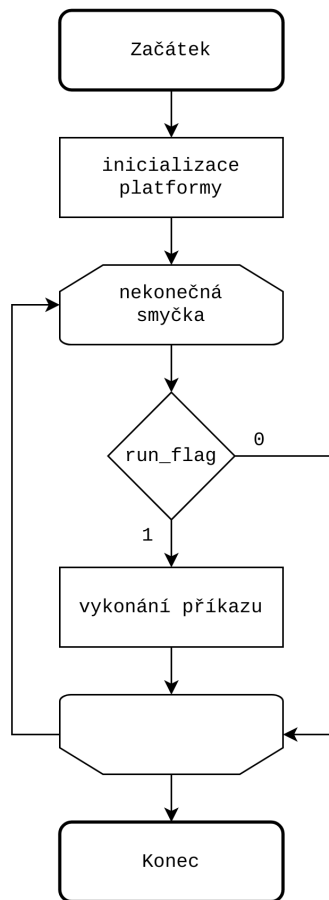 Začátek
inicializace
platformy
nekonečná
smyčka
run_flag
0
1
vykonání příkazu
Konec